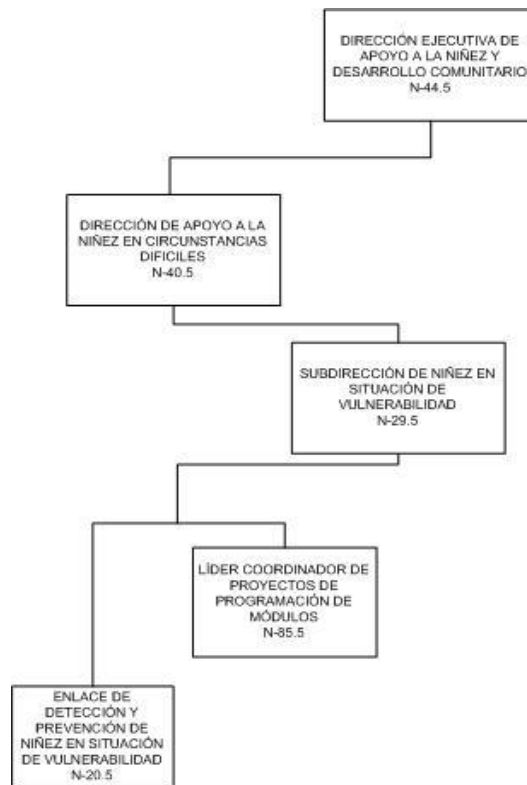 DIRECCIÓN EJECUTIVA DE
APOYO A LA NIÑEZ Y
DESARROLLO COMUNITARIO
N-44.5
DIRECCIÓN DE APOYO A LA
NIÑEZ EN CIRCUNSTANCIAS
DIFICILES
N-40.5
SUBDIRECCIÓN DE NIÑEZ EN
SITUACIÓN DE
VULNERABILIDAD
N-29.5
LÍDER COORDINADOR DE
PROYECTOS DE
PROGRAMACIÓN DE
MÓDULOS
N-85.5
ENLACE DE
DETECCIÓN Y
PREVENCIÓN DE
NIÑEZ EN SITUACIÓN
DE VULNERABILIDAD
N-20.5